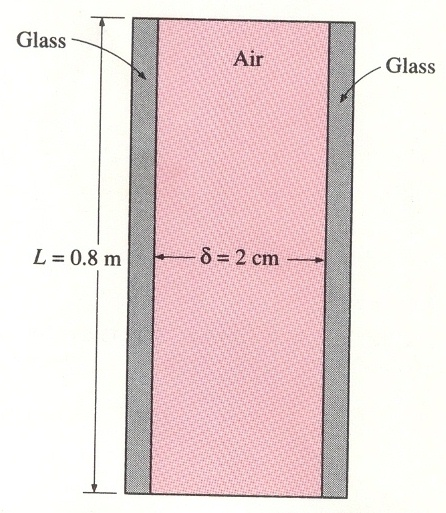 Glass
Air
Glass
L = 0.8 m
δ = 2 cm